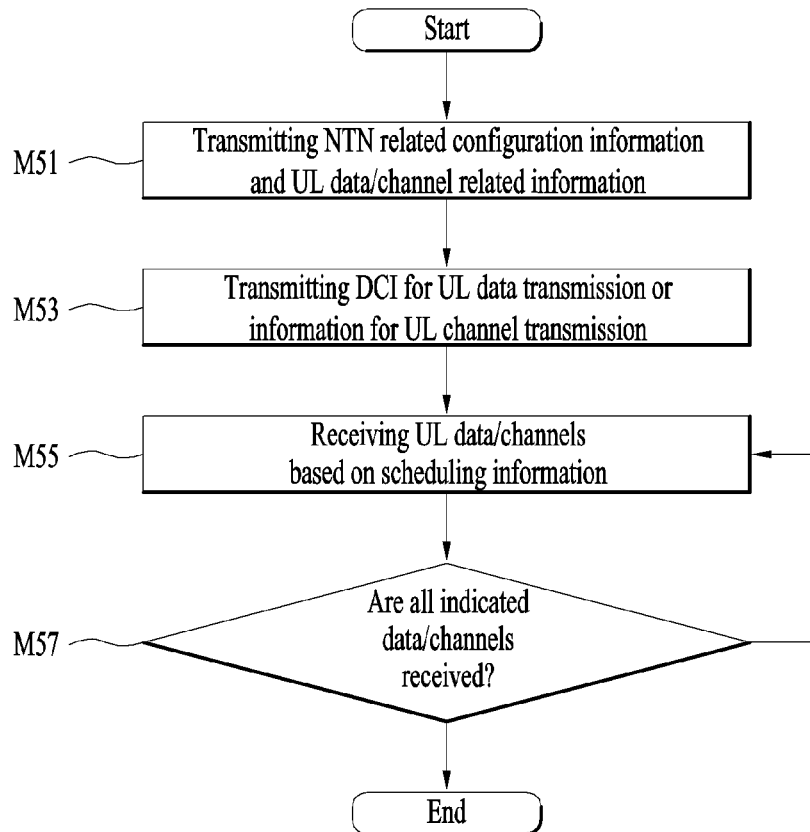 Start
M51
Transmitting NTN related configuration information
and UL data/channel related information
M53
Transmitting DCI for UL data transmission or
information for UL channel transmission
M55
Receiving UL data/channels
based on scheduling information
M57
Are all indicated
data/channels
received?
End